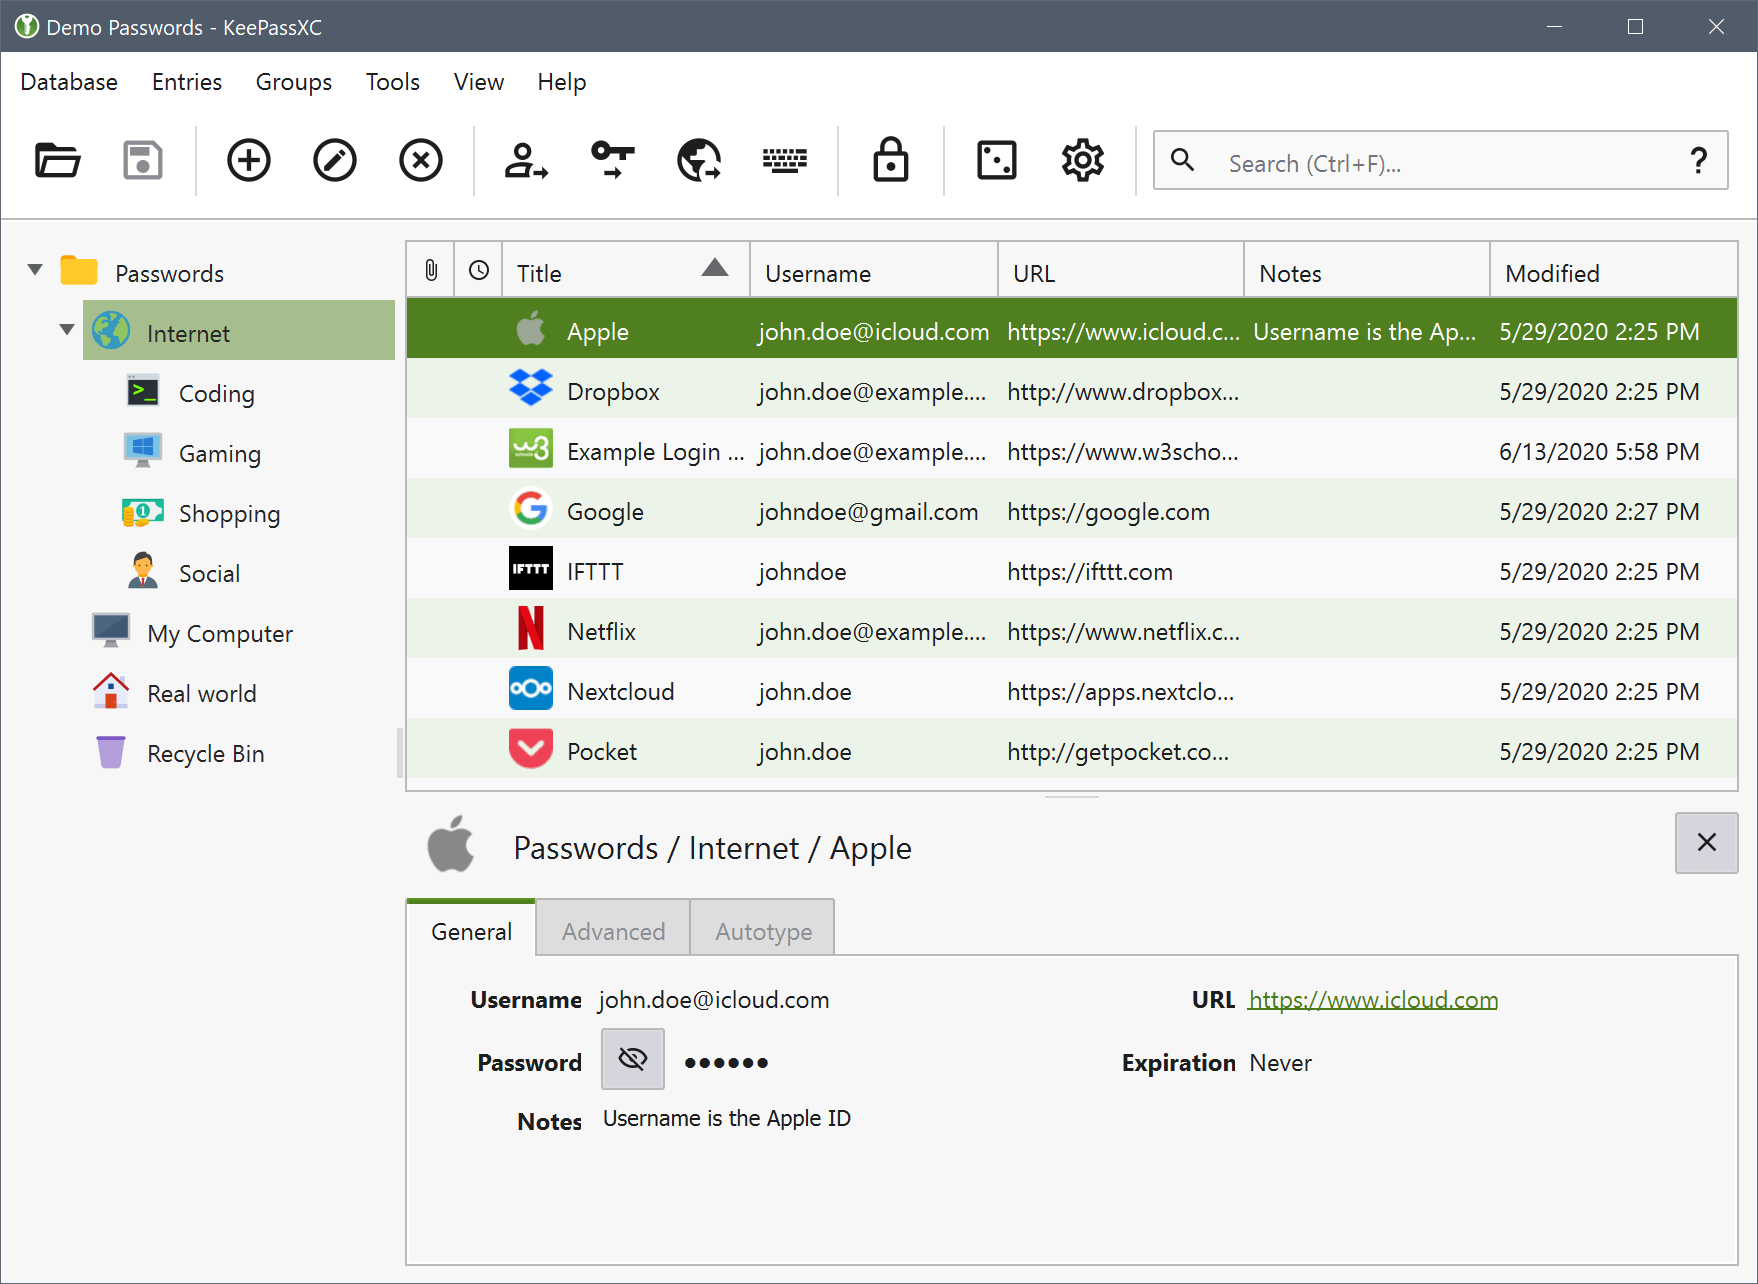 Demo Passwords - KeePassXC
Database Entries Groups Tools View Help
Search (Ctrl+F)... ?
Passwords
Internet
Coding
Gaming
Shopping
Social
My Computer
Real world
Recycle Bin
Title Username URL Notes Modified
Apple john.doe@icloud.com https://www.icloud.c... Username is the Ap... 5/29/2020 2:25 PM
Dropbox john.doe@example.... http://www.dropbox... 5/29/2020 2:25 PM
w3 Example Login ... john.doe@example.... https://www.w3scho... 6/13/2020 5:58 PM
Google johndoe@gmail.com https://google.com 5/29/2020 2:27 PM
IFTTT IFTTT johndoe https://ifttt.com 5/29/2020 2:25 PM
Netflix john.doe@example.... https://www.netflix.c... 5/29/2020 2:25 PM
Nextcloud john.doe https://apps.nextclo... 5/29/2020 2:25 PM
Pocket john.doe http://getpocket.co... 5/29/2020 2:25 PM
Passwords / Internet / Apple
General Advanced Autotype
Username john.doe@icloud.com URL https://www.icloud.com
Password ●●●●●● Expiration Never
Notes Username is the Apple ID